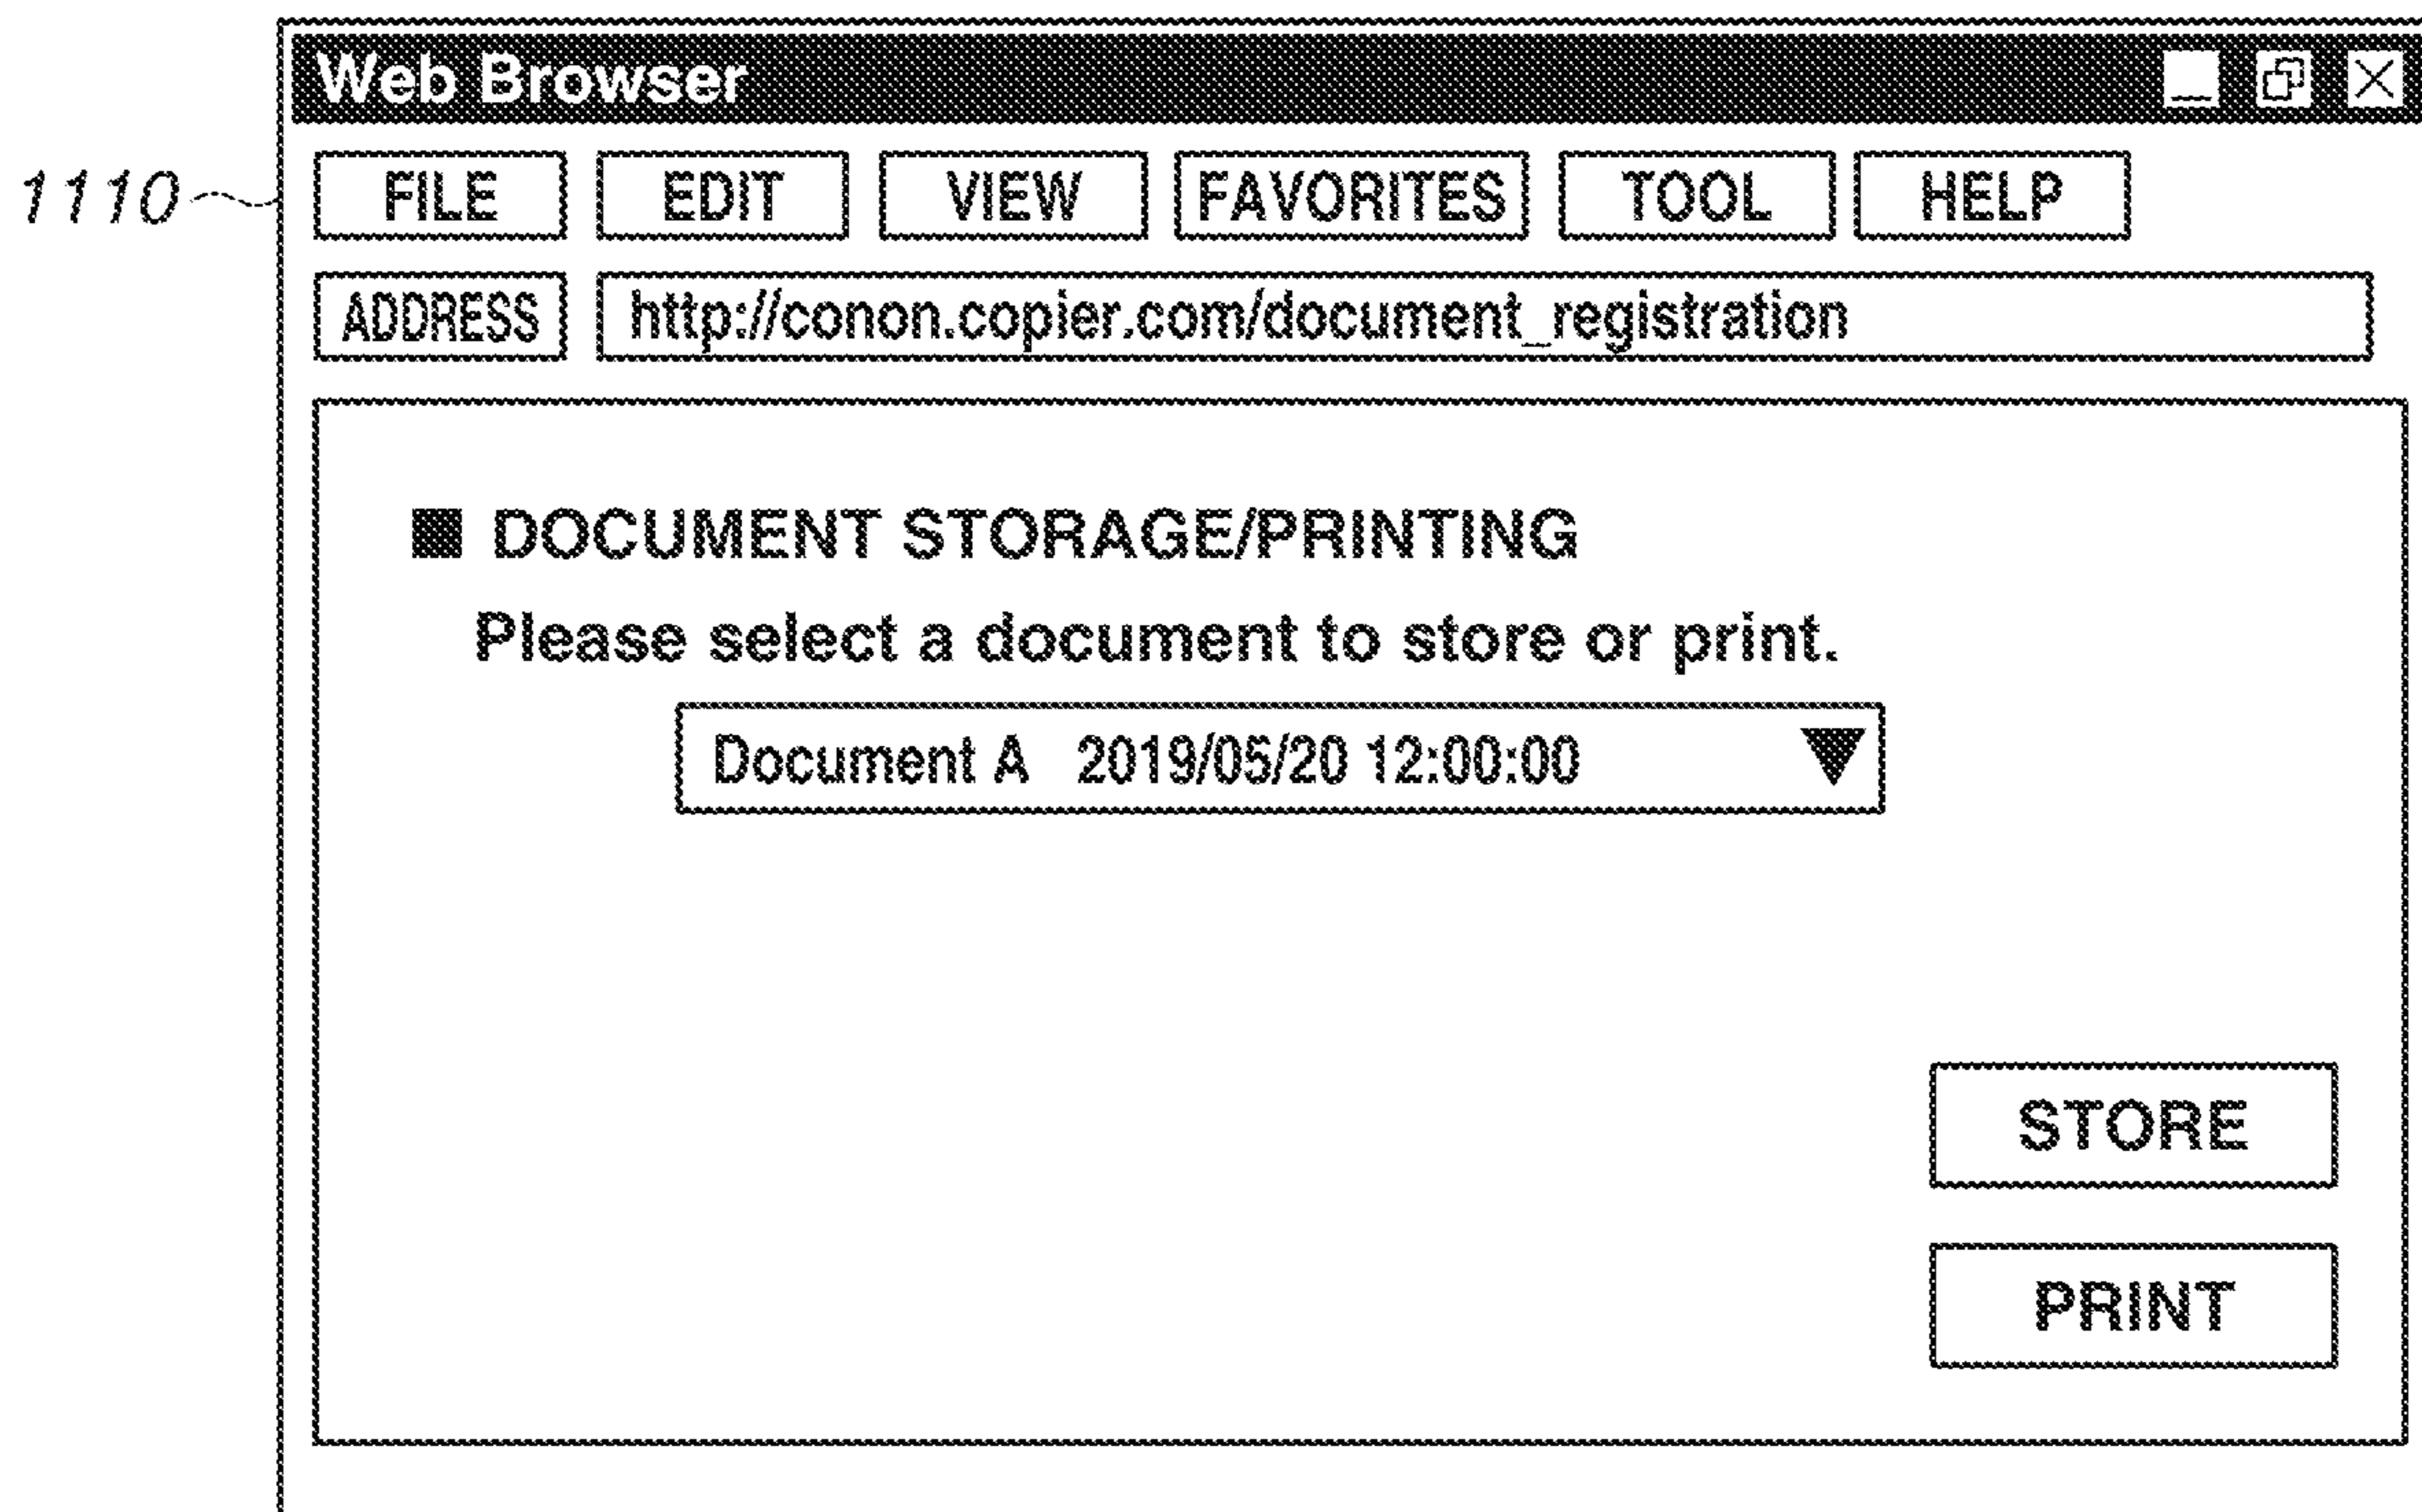 Web Browser
1110
FILE EDIT VIEW FAVORITES TOOL HELP
ADDRESS http://conon.copier.com/document_registration
■ DOCUMENT STORAGE/PRINTING
Please select a document to store or print.
Document A 2019/05/20 12:00:00 ▼
STORE
PRINT